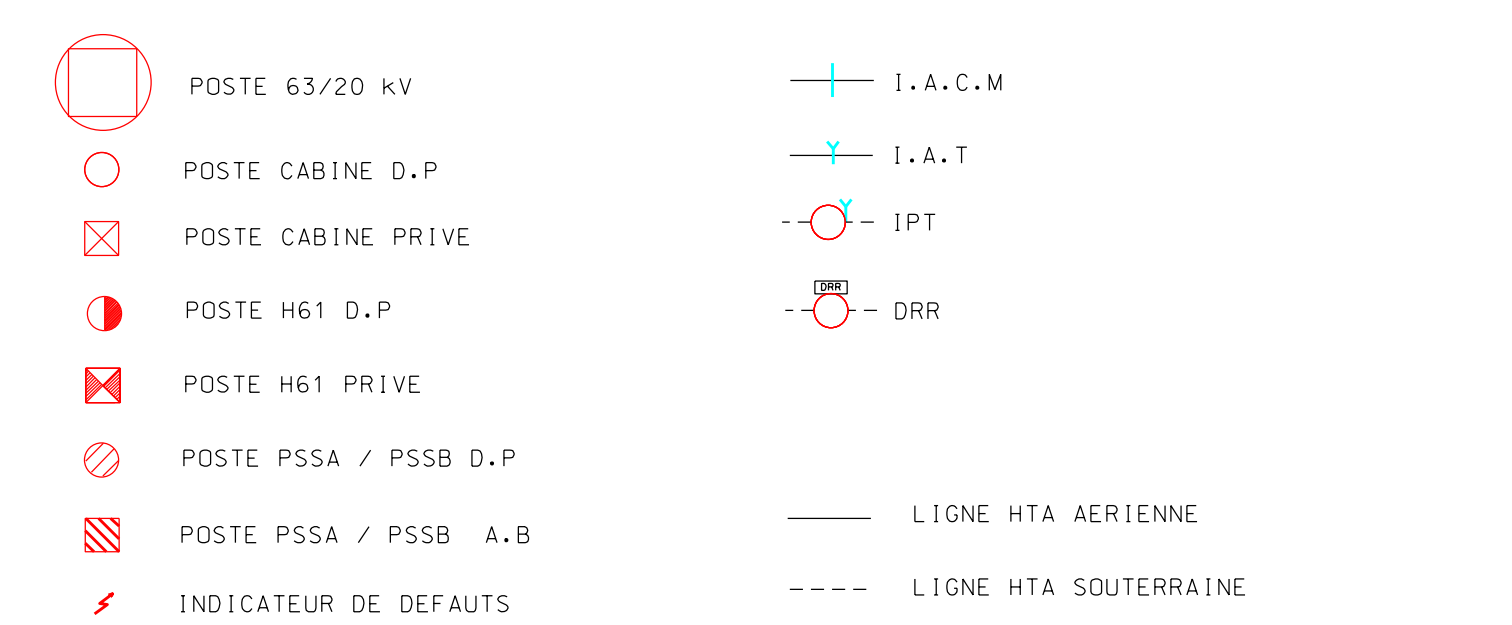 POSTE 63/20 kV
POSTE CABINE D.P
POSTE CABINE PRIVE
POSTE H61 D.P
POSTE H61 PRIVE
POSTE PSSA / PSSB D.P
POSTE PSSA / PSSB A.B
INDICATEUR DE DEFAUTS
I.A.C.M
I.A.T
IPT
DRR
DRR
LIGNE HTA AERIENNE
LIGNE HTA SOUTERRAINE